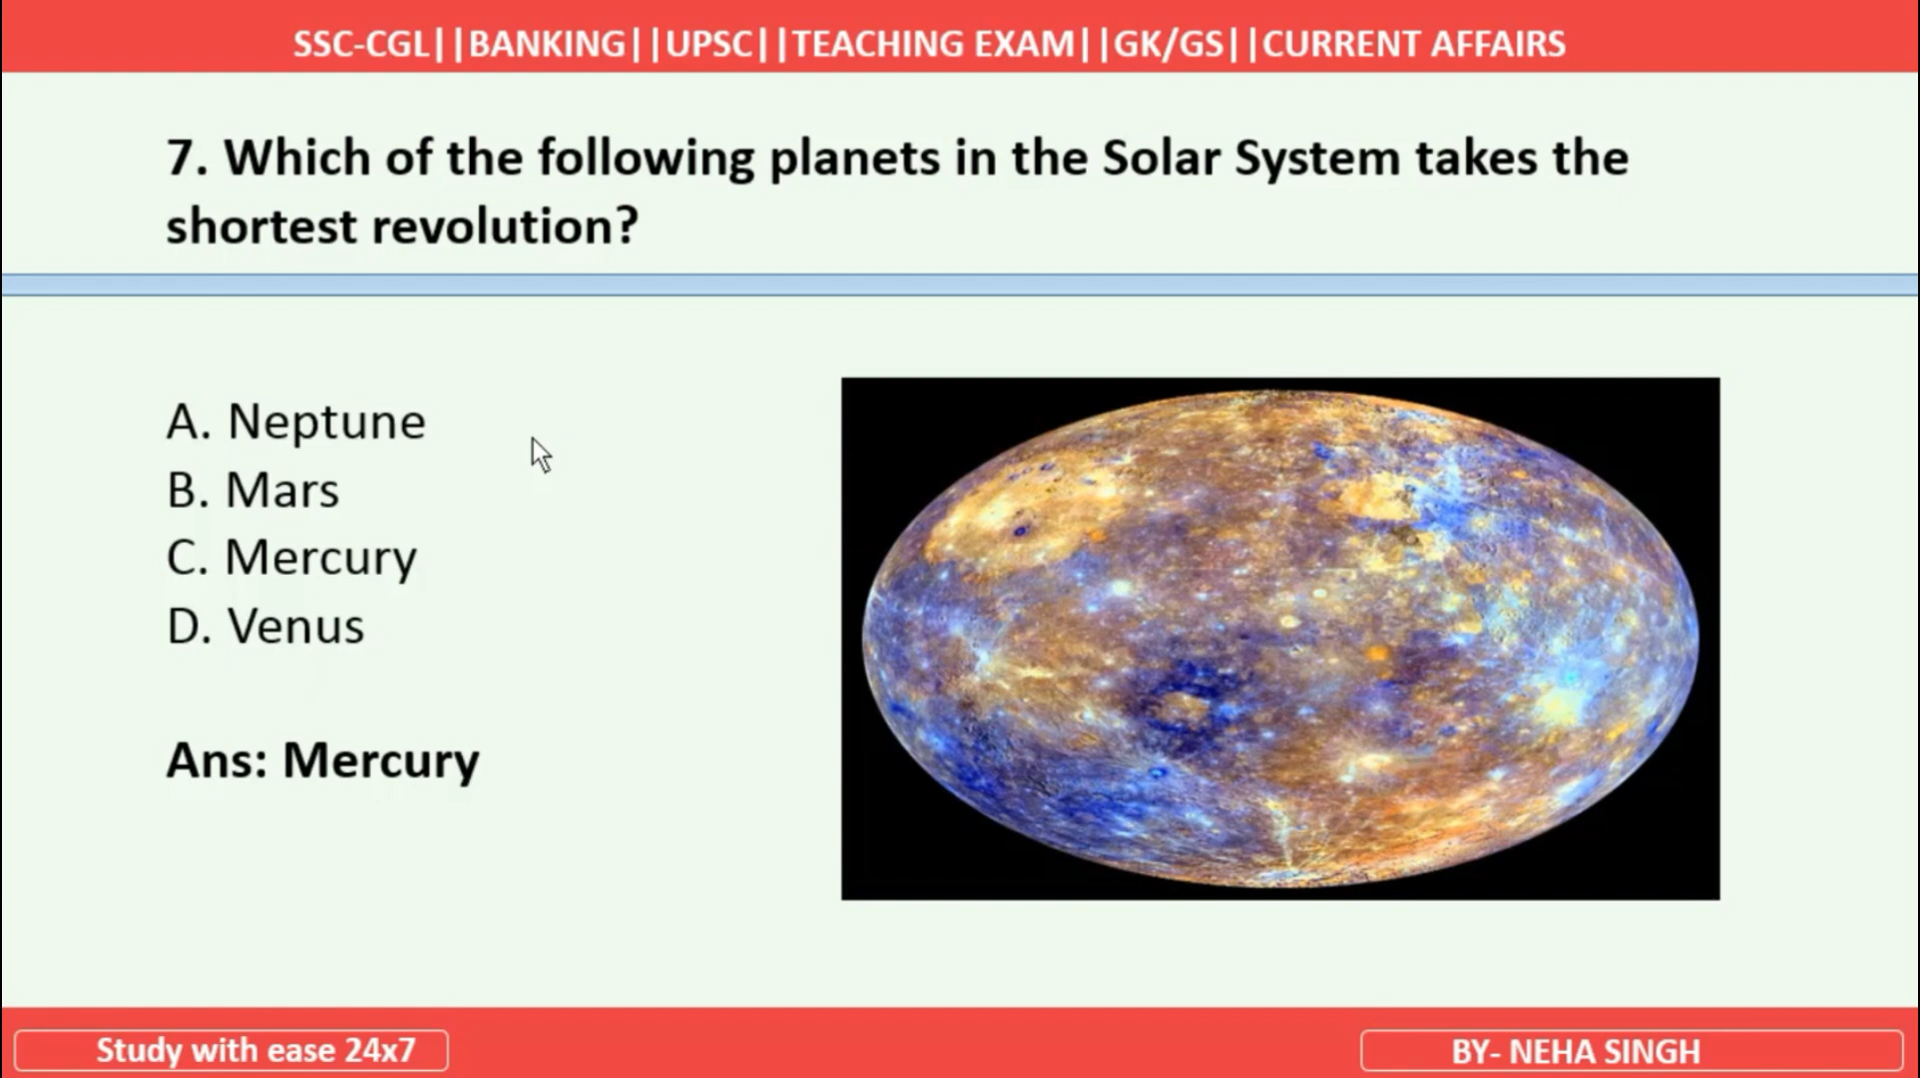 SSC-CGL||BANKING||UPSC||TEACHING EXAM||GK/GS||CURRENT AFFAIRS
7. Which of the following planets in the Solar System takes the
shortest revolution?
A. Neptune
B. Mars
C. Mercury
D. Venus
Ans: Mercury
Study with ease 24x7
BY- NEHA SINGH